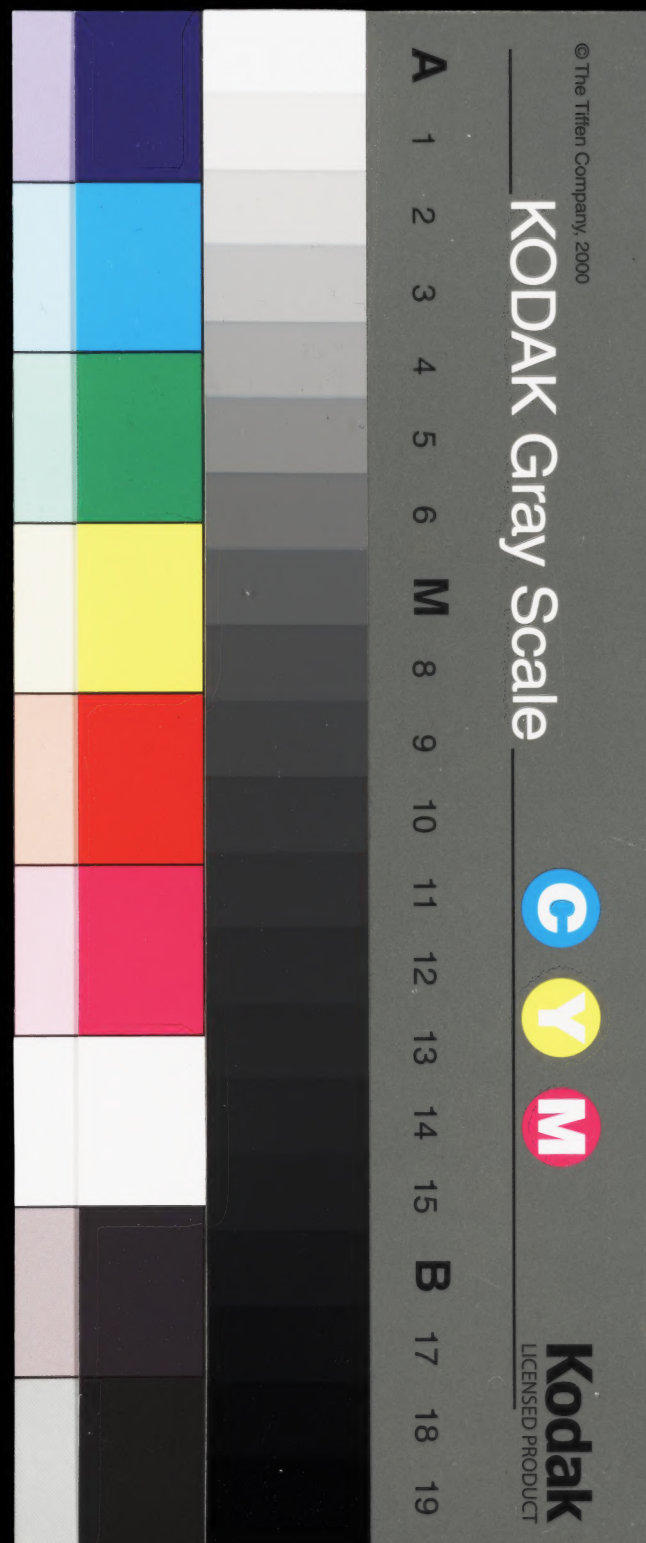 © The Tiffen Company, 2000
KODAK Gray Scale
C Y M
Kodak
LICENSED PRODUCT
A 1 2 3 4 5 6 M 8 9 10 11 12 13 14 15 B 17 18 19